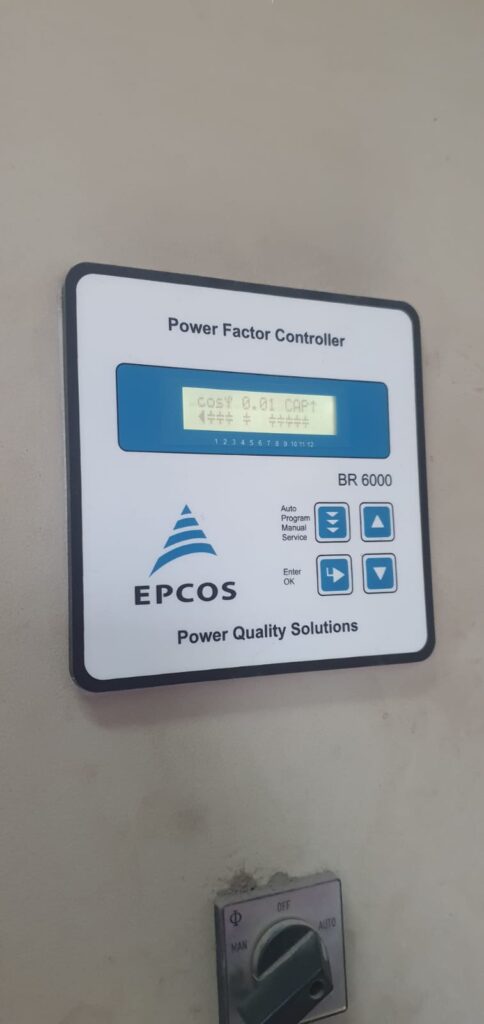 Power Factor Controller
cosφ 0.01 CAP↑
1 2 3 4 5 6 7 8 9 10 11 12
BR 6000
Auto
Program
Manual
Service
Enter
OK
EPCOS
Power Quality Solutions
Φ
OFF
MAN
AUTO